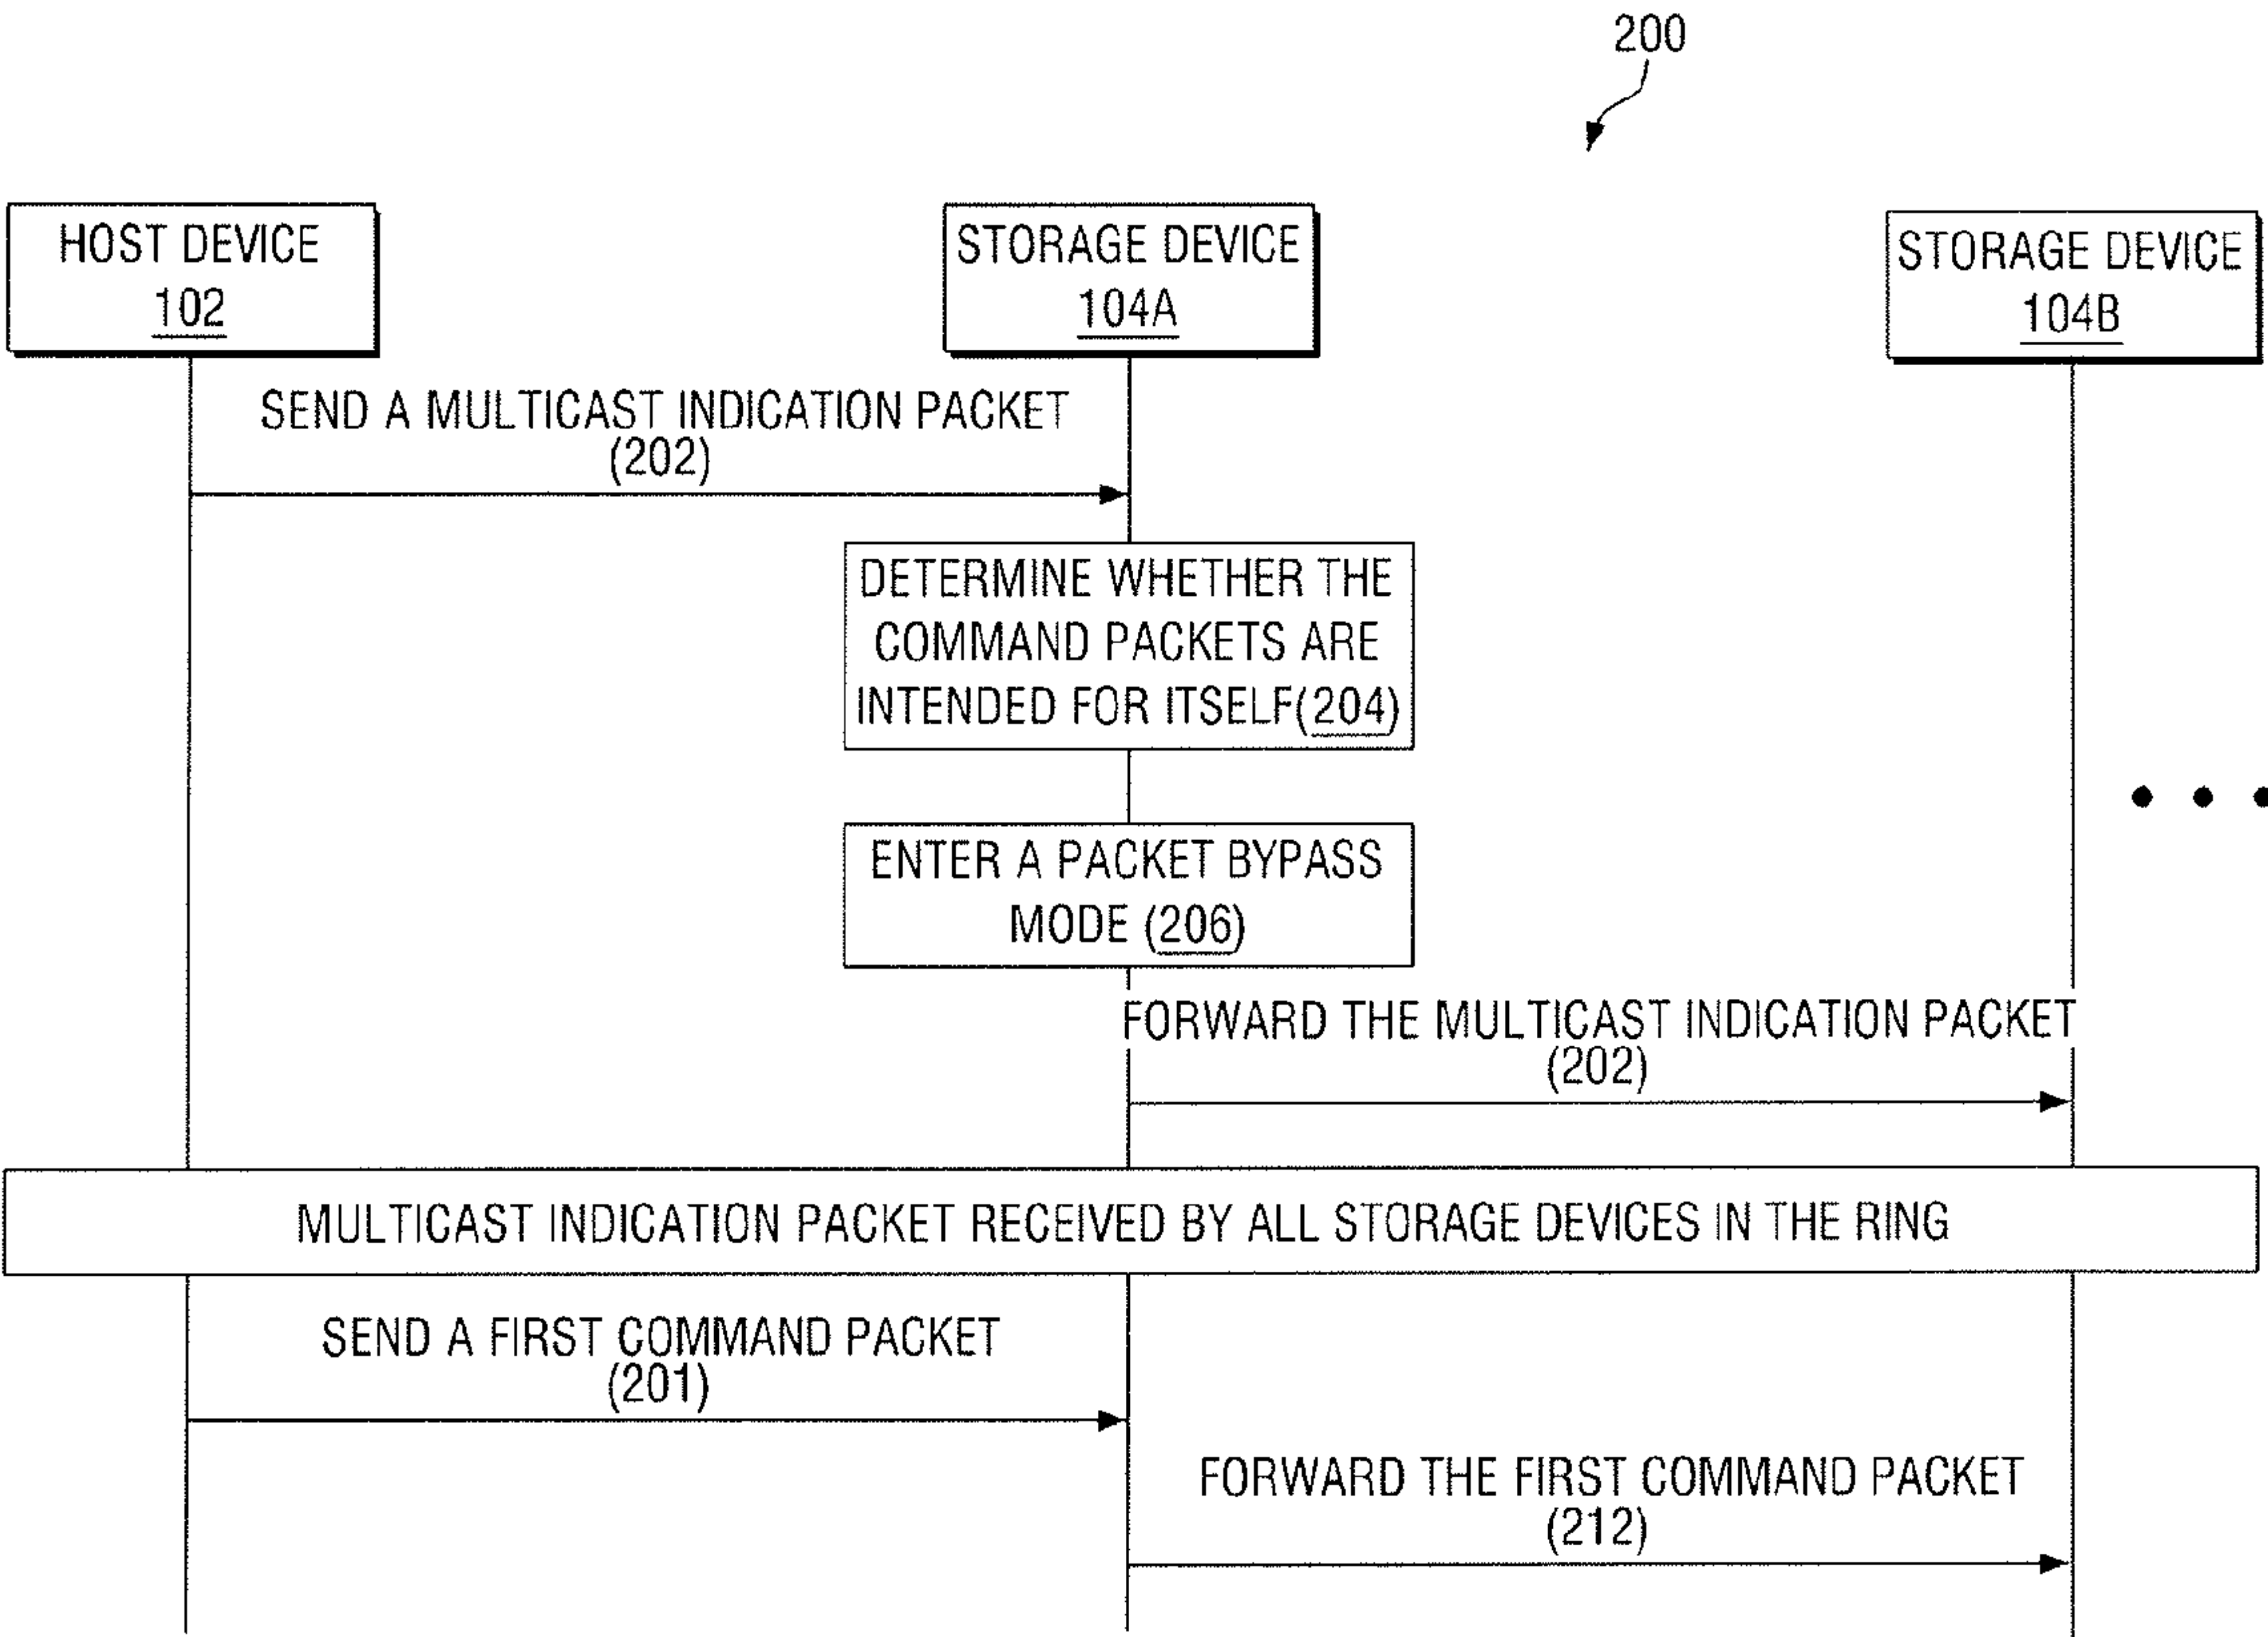 200
HOST DEVICE
102
STORAGE DEVICE
104A
STORAGE DEVICE
104B
SEND A MULTICAST INDICATION PACKET
(202)
DETERMINE WHETHER THE
COMMAND PACKETS ARE
INTENDED FOR ITSELF(204)
ENTER A PACKET BYPASS
MODE (206)
FORWARD THE MULTICAST INDICATION PACKET
(202)
MULTICAST INDICATION PACKET RECEIVED BY ALL STORAGE DEVICES IN THE RING
SEND A FIRST COMMAND PACKET
(201)
FORWARD THE FIRST COMMAND PACKET
(212)